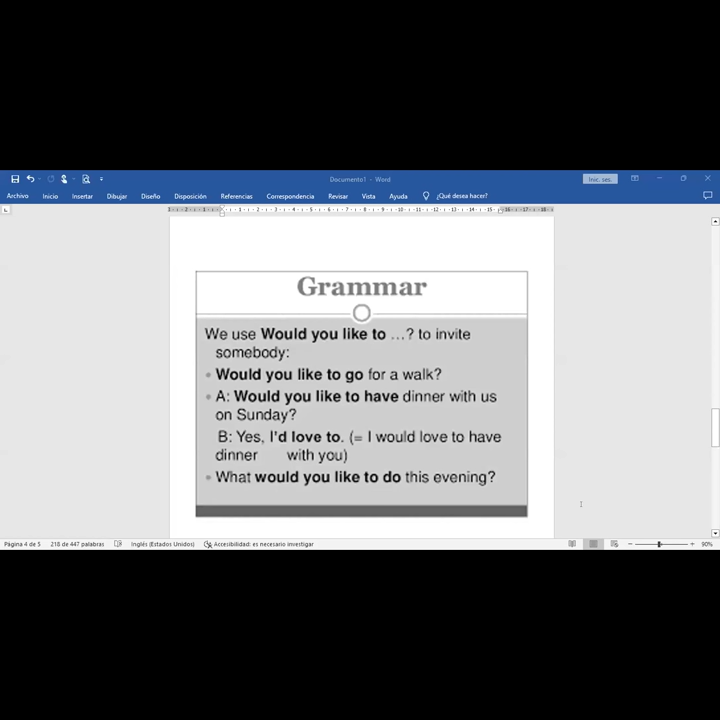 Documento1 - Word
Inic. ses.
Archivo Inicio Insertar Dibujar Diseño Disposición Referencias Correspondencia Revisar Vista Ayuda ¿Qué desea hacer?
Grammar
We use Would you like to ...? to invite
somebody:
• Would you like to go for a walk?
• A: Would you like to have dinner with us
on Sunday?
B: Yes, I'd love to. (= I would love to have
dinner with you)
• What would you like to do this evening?
Página 4 de 5 218 de 447 palabras Inglés (Estados Unidos) Accesibilidad: es necesario investigar 90%